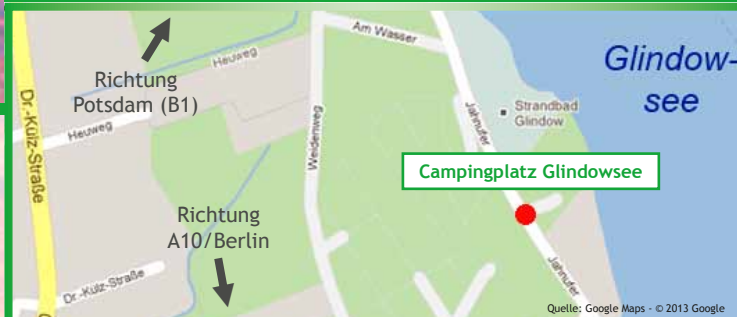 Richtung
Potsdam (B1)
Heuweg
Heuweg
Am Wasser
Glindow-
see
Dr.-Külz-Straße
Weidenweg
Jahnufer
Strandbad
Glindow
Campingplatz Glindowsee
Richtung
A10/Berlin
Dr.-Külz-Straße
Jahnufer
Quelle: Google Maps - © 2013 Google